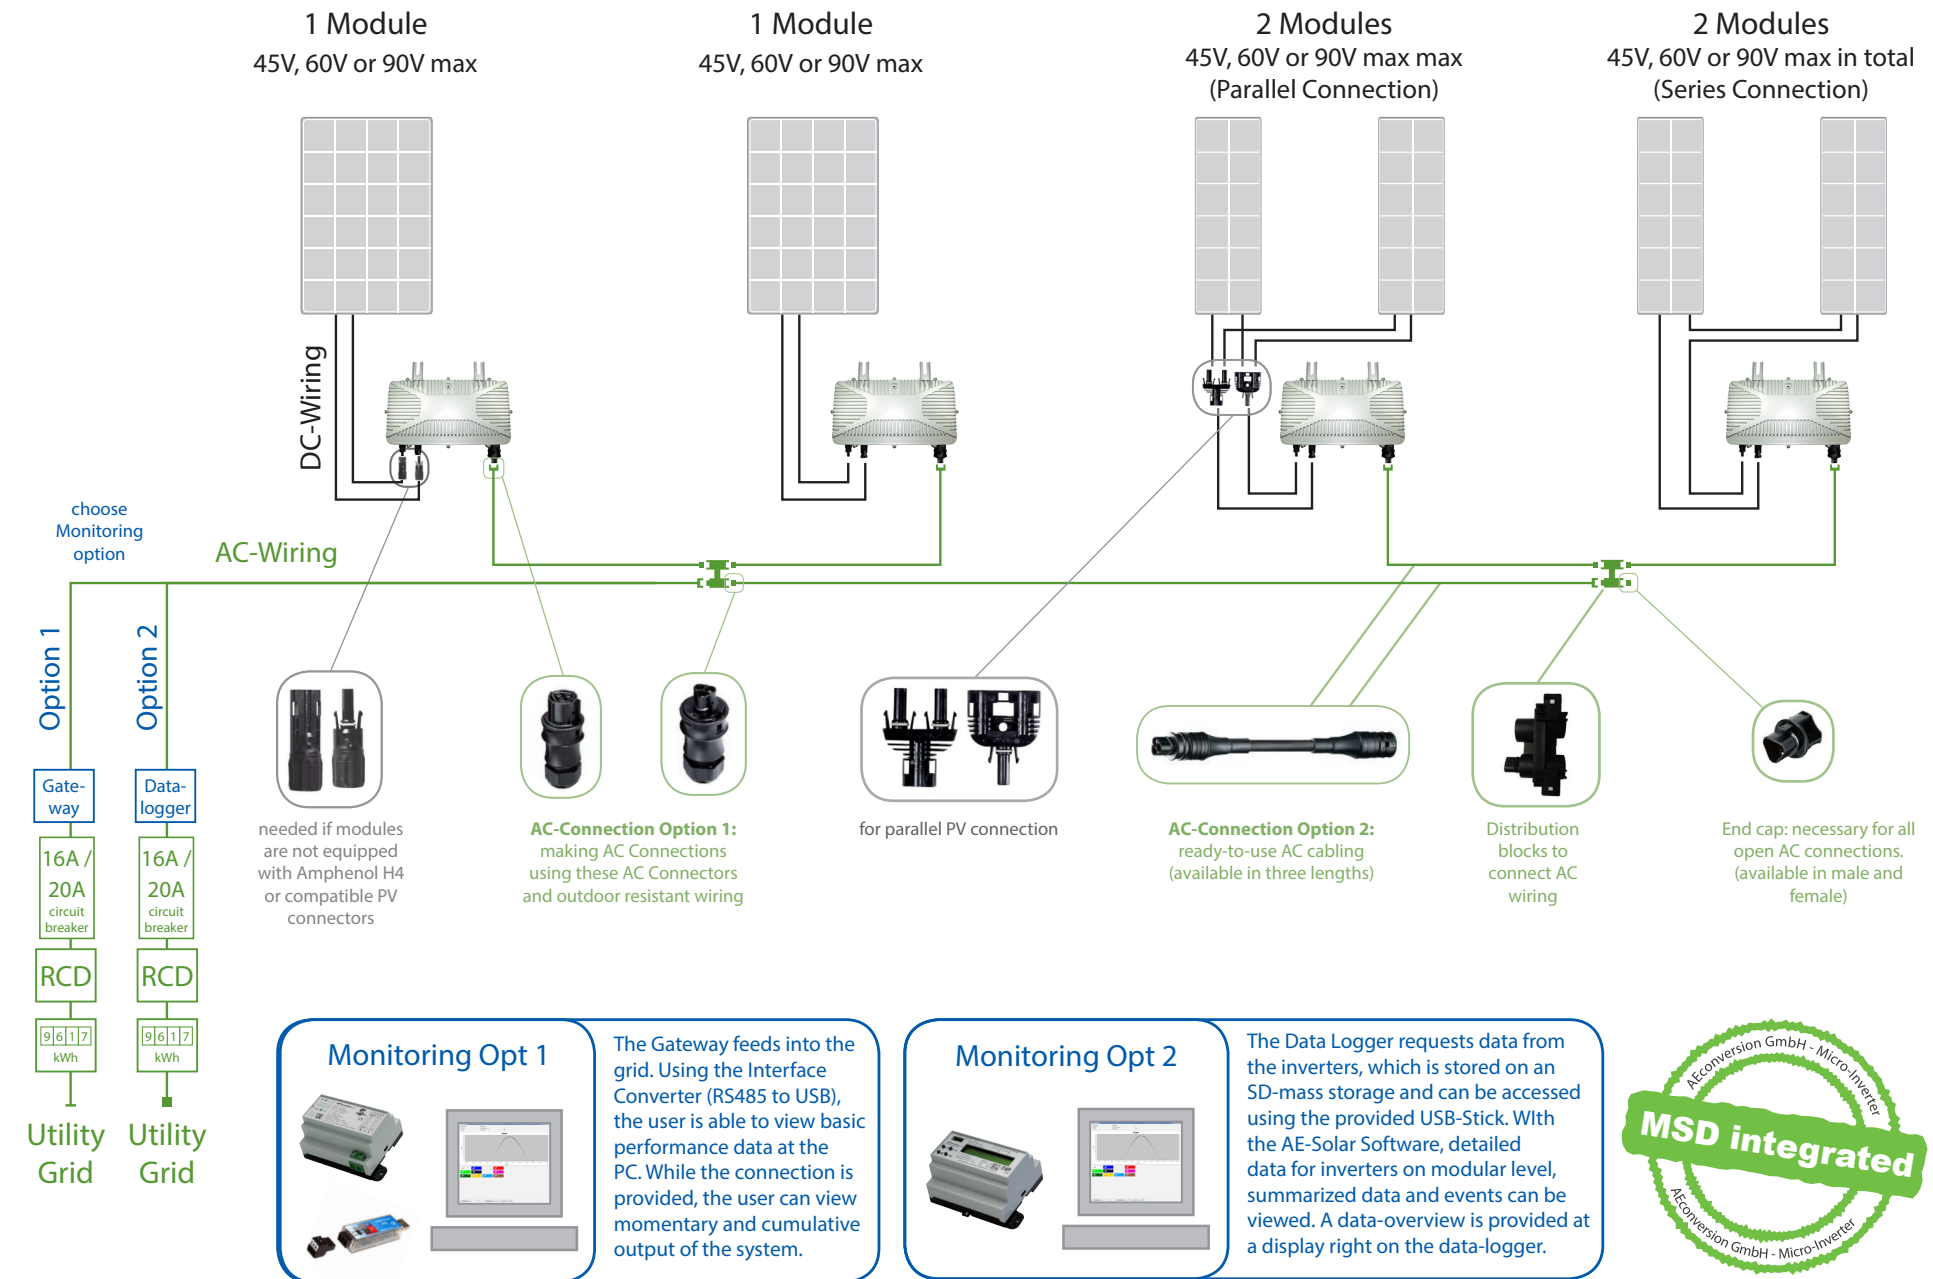 1 Module
45V, 60V or 90V max
1 Module
45V, 60V or 90V max
2 Modules
45V, 60V or 90V max max
(Parallel Connection)
2 Modules
45V, 60V or 90V max in total
(Series Connection)
DC-Wiring
choose
Monitoring
option
AC-Wiring
Option 1
Option 2
Gate-
way
Data-
logger
16A /
20A
circuit
breaker
16A /
20A
circuit
breaker
RCD
RCD
9617
kWh
9617
kWh
Utility
Grid
Utility
Grid
needed if modules
are not equipped
with Amphenol H4
or compatible PV
connectors
AC-Connection Option 1:
making AC Connections
using these AC Connectors
and outdoor resistant wiring
for parallel PV connection
AC-Connection Option 2:
ready-to-use AC cabling
(available in three lengths)
Distribution
blocks to
connect AC
wiring
End cap: necessary for all
open AC connections.
(available in male and
female)
Monitoring Opt 1
The Gateway feeds into the
grid. Using the Interface
Converter (RS485 to USB),
the user is able to view basic
performance data at the
PC. While the connection is
provided, the user can view
momentary and cumulative
output of the system.
Monitoring Opt 2
The Data Logger requests data from
the inverters, which is stored on an
SD-mass storage and can be accessed
using the provided USB-Stick. WIth
the AE-Solar Software, detailed
data for inverters on modular level,
summarized data and events can be
viewed. A data-overview is provided at
a display right on the data-logger.
AEconversion GmbH - Micro-Inverter
MSD integrated
AEconversion GmbH - Micro-Inverter